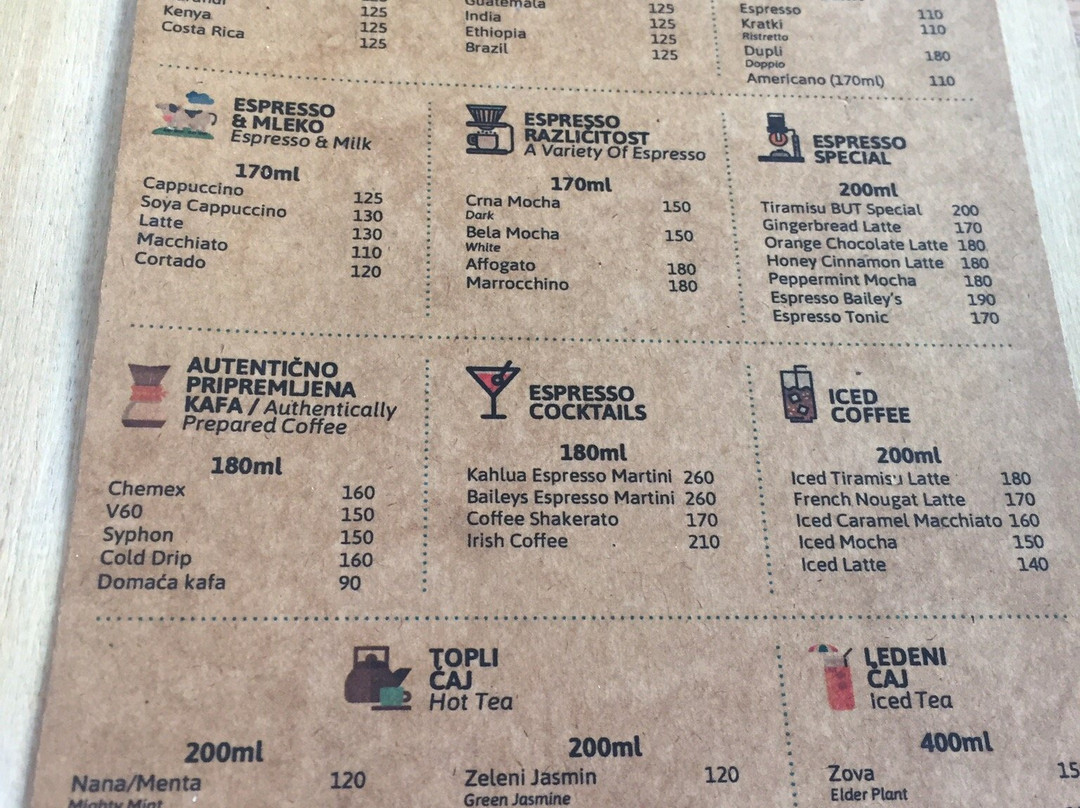 Kenya 125
Costa Rica 125
Guatemala 125
India 125
Ethiopia 125
Brazil 125
Espresso 110
Kratki 110
Ristretto
Dupli 180
Doppio
Americano (170ml) 110
ESPRESSO
& MLEKO
Espresso & Milk
170ml
Cappuccino 125
Soya Cappuccino 130
Latte 130
Macchiato 110
Cortado 120
ESPRESSO
RAZLIČITOST
A Variety Of Espresso
170ml
Crna Mocha 150
Dark
Bela Mocha 150
White
Affogato 180
Marrocchino 180
ESPRESSO
SPECIAL
200ml
Tiramisu BUT Special 200
Gingerbread Latte 170
Orange Chocolate Latte 180
Honey Cinnamon Latte 180
Peppermint Mocha 180
Espresso Bailey's 190
Espresso Tonic 170
AUTENTIČNO
PRIPREMLJENA
KAFA / Authentically
Prepared Coffee
180ml
Chemex 160
V60 150
Syphon 150
Cold Drip 160
Domaća kafa 90
ESPRESSO
COCKTAILS
180ml
Kahlua Espresso Martini 260
Baileys Espresso Martini 260
Coffee Shakerato 170
Irish Coffee 210
ICED
COFFEE
200ml
Iced Tiramisu Latte 180
French Nougat Latte 170
Iced Caramel Macchiato 160
Iced Mocha 150
Iced Latte 140
TOPLI
ČAJ
Hot Tea
200ml
Nana/Menta 120
Mighty Mint
200ml
Zeleni Jasmin 120
Green Jasmine
LEDENI
ČAJ
Iced Tea
400ml
Zova
Elder Plant